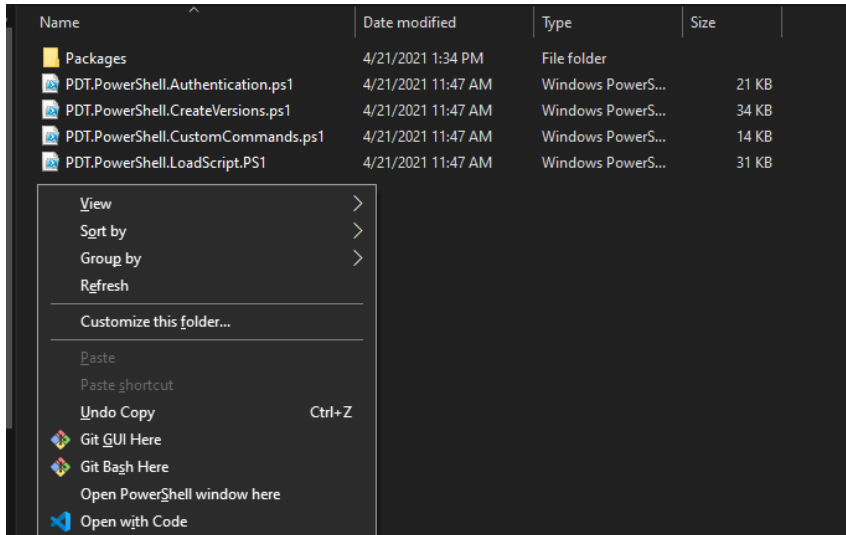 Name Date modified Type Size
Packages 4/21/2021 1:34 PM File folder
PDT.PowerShell.Authentication.ps1 4/21/2021 11:47 AM Windows PowerS... 21 KB
PDT.PowerShell.CreateVersions.ps1 4/21/2021 11:47 AM Windows PowerS... 34 KB
PDT.PowerShell.CustomCommands.ps1 4/21/2021 11:47 AM Windows PowerS... 14 KB
PDT.PowerShell.LoadScript.PS1 4/21/2021 11:47 AM Windows PowerS... 31 KB
View
Sort by
Group by
Refresh
Customize this folder...
Paste
Paste shortcut
Undo Copy Ctrl+Z
Git GUI Here
Git Bash Here
Open PowerShell window here
Open with Code